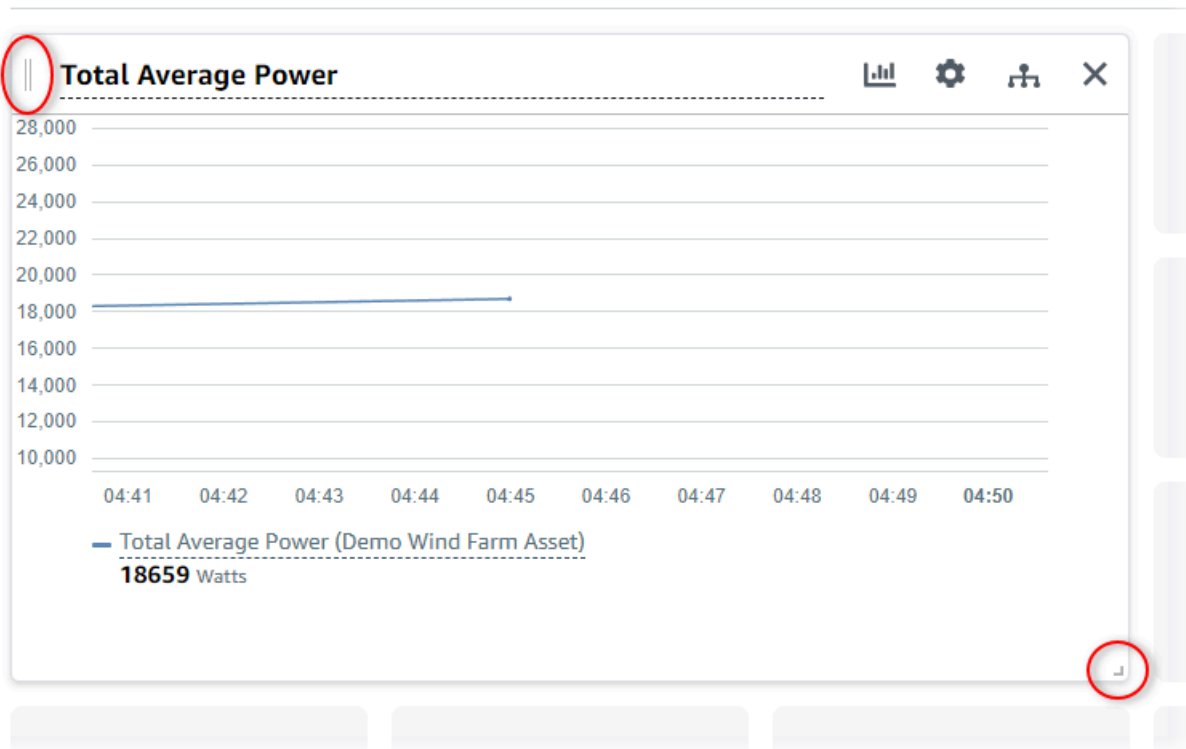 Total Average Power
28,000
26,000
24,000
22,000
20,000
18,000
16,000
14,000
12,000
10,000
04:41 04:42 04:43 04:44 04:45 04:46 04:47 04:48 04:49 04:50
Total Average Power (Demo Wind Farm Asset)
18659 Watts